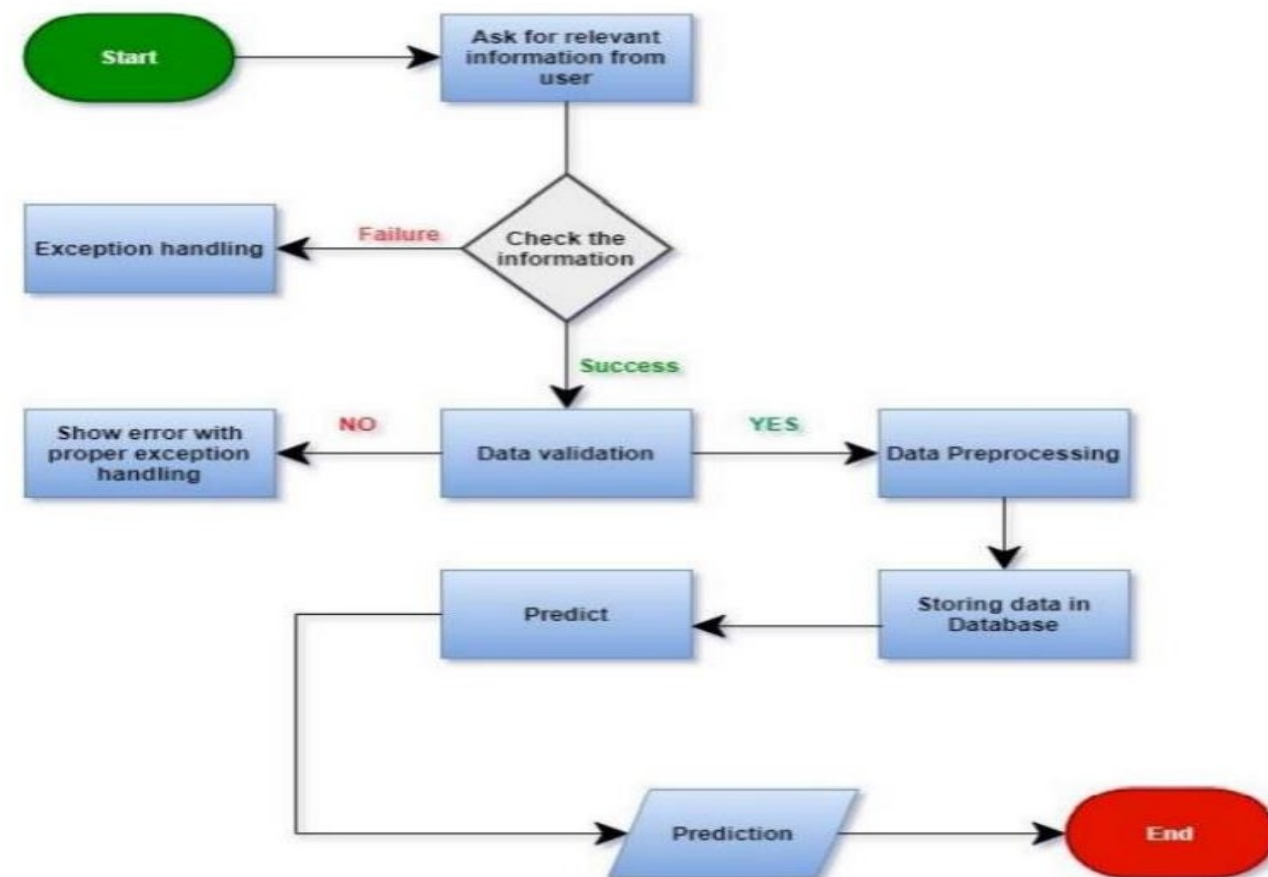 Start
Ask for relevant
information from
user
Failure
Check the
information
Exception handling
Success
NO
YES
Show error with
proper exception
handling
Data validation
Data Preprocessing
Predict
Storing data in
Database
Prediction
End